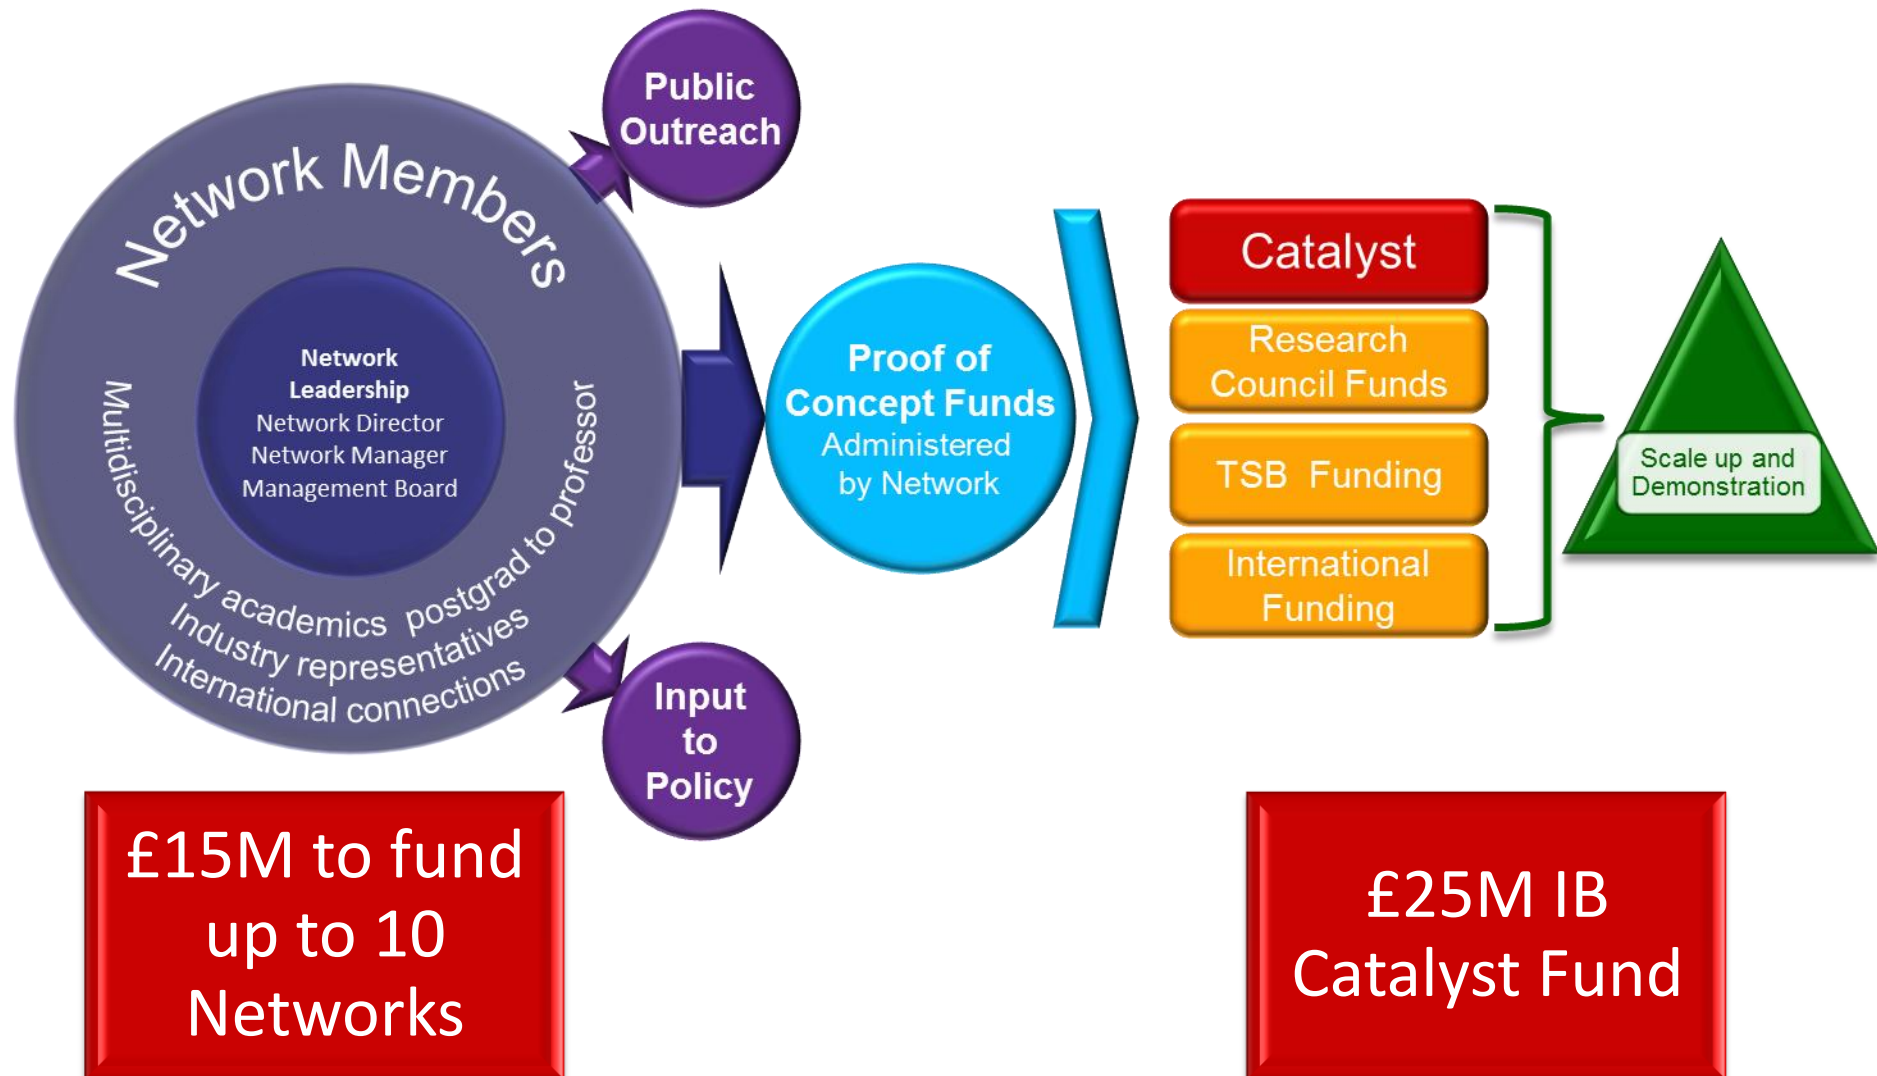 Network Members
Network
Leadership
Network Director
Network Manager
Management Board
Multidisciplinary academics postgrad to professor
Industry representatives
International connections
Public
Outreach
Input
to
Policy
Proof of
Concept Funds
Administered
by Network
Catalyst
Research
Council Funds
TSB Funding
International
Funding
Scale up and
Demonstration
£15M to fund
up to 10
Networks
£25M IB
Catalyst Fund